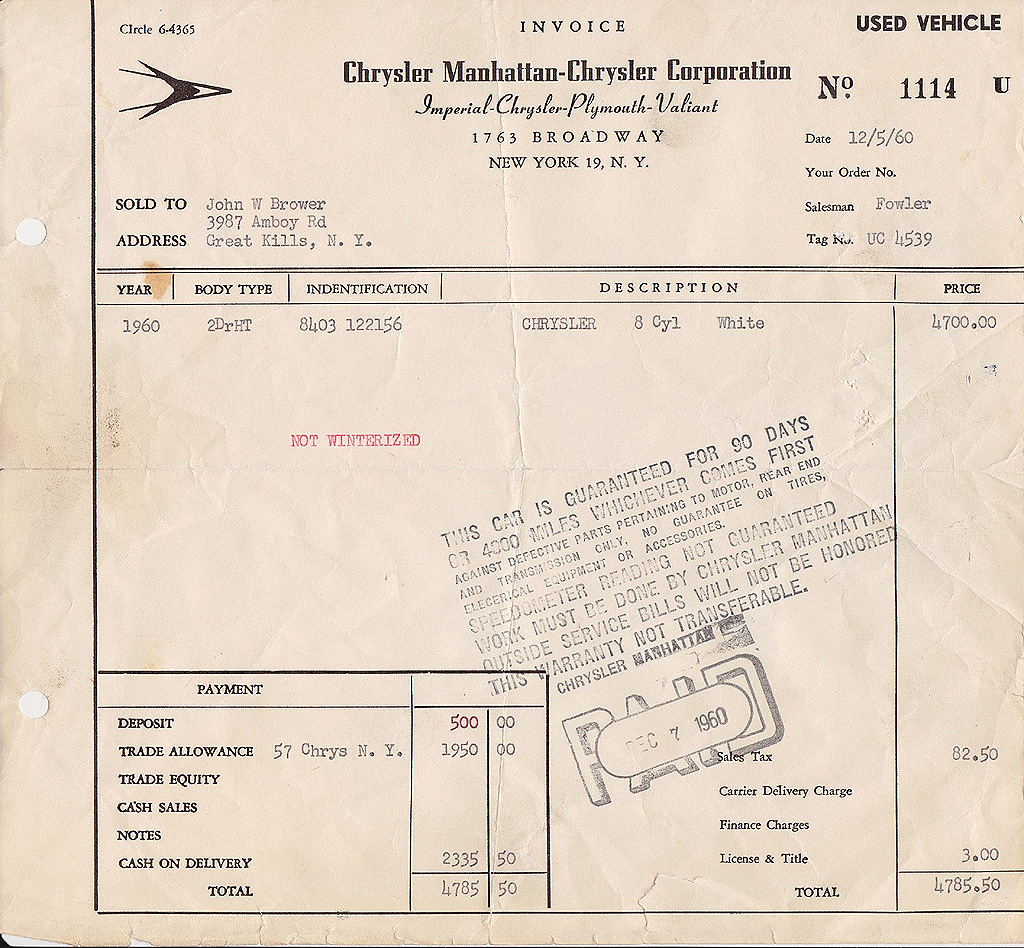 CIrcle 6-4365
INVOICE
USED VEHICLE
Chrysler Manhattan-Chrysler Corporation
Imperial-Chrysler-Plymouth-Valiant
1763 BROADWAY
NEW YORK 19, N. Y.
Nº 1114 U
Date 12/5/60
Your Order No.
Salesman Fowler
Tag No. UC 4539
SOLD TO John W Brower
3987 Amboy Rd
ADDRESS Great Kills, N. Y.
YEAR BODY TYPE INDENTIFICATION DESCRIPTION PRICE
1960 2DrHT 8403 122156 CHRYSLER 8 Cyl White 4700.00
NOT WINTERIZED
THIS CAR IS GUARANTEED FOR 90 DAYS
OR 4000 MILES WHICHEVER COMES FIRST
AGAINST DEFECTIVE PARTS PERTAINING TO MOTOR, REAR END
AND TRANSMISSION ONLY, NO GUARANTEE ON TIRES,
ELECERICAL EQUIPMENT OR ACCESSORIES.
SPEEDOMETER READING NOT GUARANTEED
WORK MUST BE DONE BY CHRYSLER MANHATTAN
OUTSIDE SERVICE BILLS WILL NOT BE HONORED
THIS WARRANTY NOT TRANSFERABLE.
CHRYSLER MANHATTAN
PAID
DEC 7 1960
PAYMENT
DEPOSIT 500 00
TRADE ALLOWANCE 57 Chrys N. Y. 1950 00
TRADE EQUITY
CASH SALES
NOTES
CASH ON DELIVERY 2335 50
TOTAL 4785 50
Sales Tax 82.50
Carrier Delivery Charge
Finance Charges
License & Title 3.00
TOTAL 4785.50